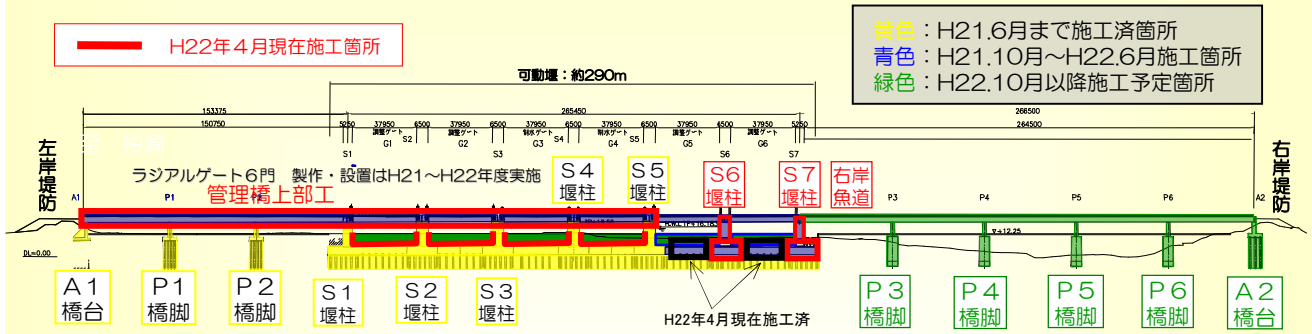 H22年4月現在施工箇所
黄色：H21.6月まで施工済箇所
青色：H21.10月～H22.6月施工箇所
緑色：H22.10月以降施工予定箇所
可動堰：約290m
153375
265450
266500
150750
5250
37950
6500
37950
6500
37950
6500
37950
6500
37950
6500
37950
5250
264500
調整ゲート
調整ゲート
制水ゲート
制水ゲート
調整ゲート
調整ゲート
S1
G1
S2
G2
S3
G3
S4
G4
S5
G5
S6
G6
S7
左岸堤防
右岸堤防
ラジアルゲート6門　製作・設置はH21～H22年度実施
管理橋上部工
S4
堰柱
S5
堰柱
S6
堰柱
S7
堰柱
右岸
魚道
A1
P1
P2
P3
P4
P5
P6
A2
▽+12.25
DL=0.00
A1
橋台
P1
橋脚
P2
橋脚
S1
堰柱
S2
堰柱
S3
堰柱
H22年4月現在施工済
P3
橋脚
P4
橋脚
P5
橋脚
P6
橋脚
A2
橋台